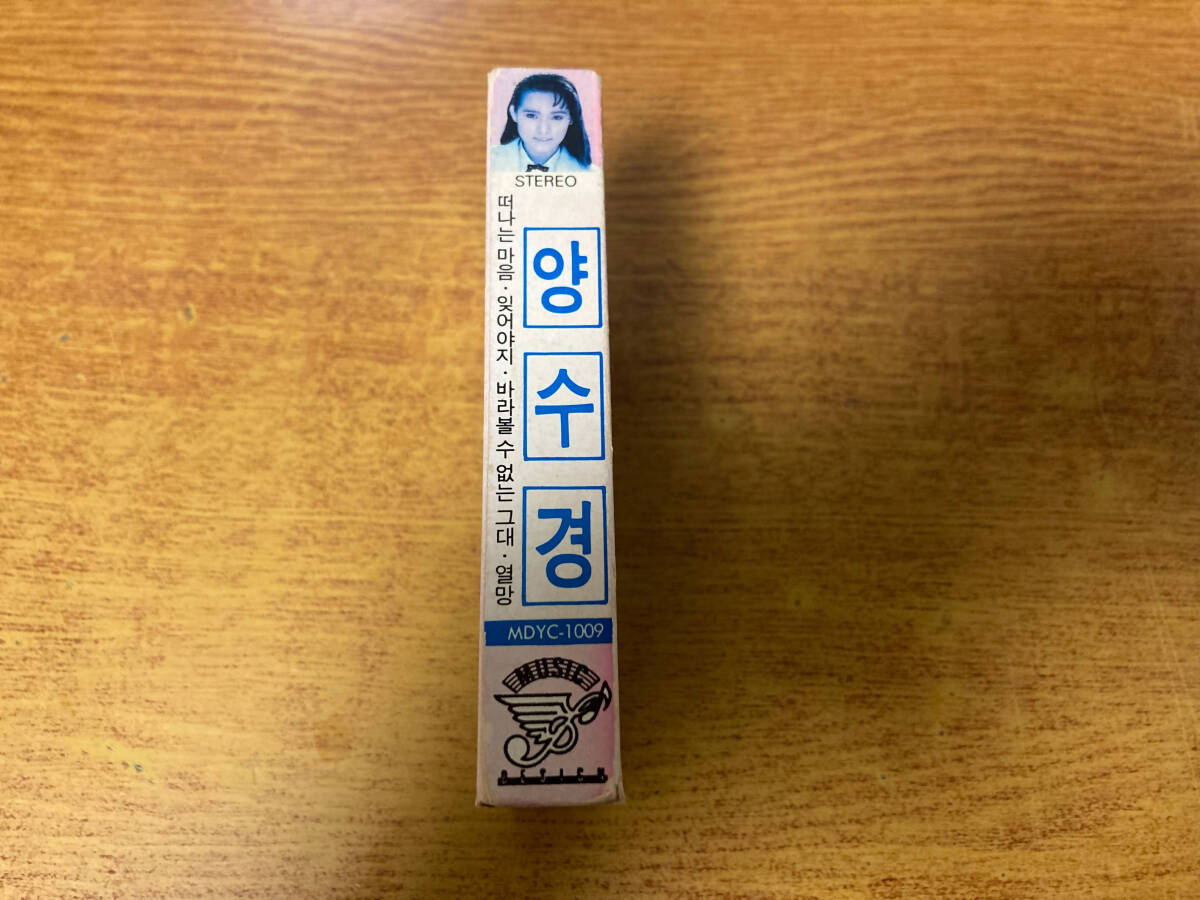 STEREO
떠나는 마음 · 잊어야지 · 바라볼 수 없는 그대 · 열망
양수경
MDYC-1009
MUSIC
DESIGN